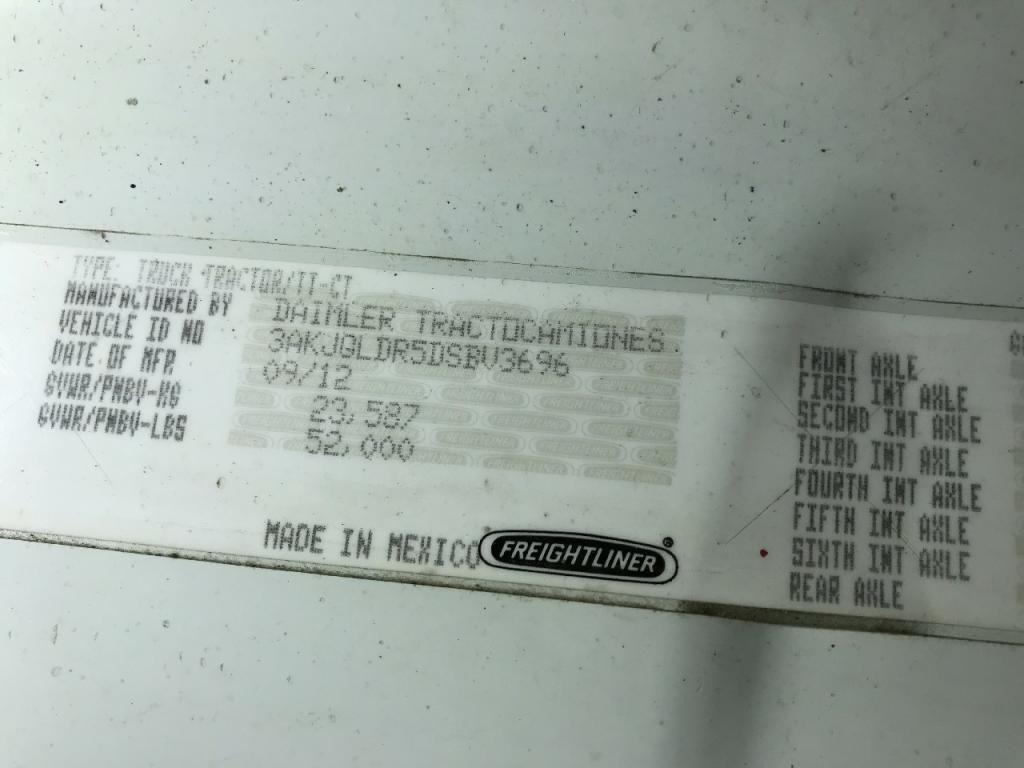 TYPE: TRUCK TRACTOR/TT-CT
MANUFACTURED BY DAIMLER TRACTOCAMIONES
VEHICLE ID NO 3AKJGLDR5DSBV3696
DATE OF MFR 09/12
GVWR/PNBV-KG 23,587
GVWR/PNBV-LBS 52,000
MADE IN MEXICO FREIGHTLINER
FRONT AXLE
FIRST INT AXLE
SECOND INT AXLE
THIRD INT AXLE
FOURTH INT AXLE
FIFTH INT AXLE
SIXTH INT AXLE
REAR AXLE